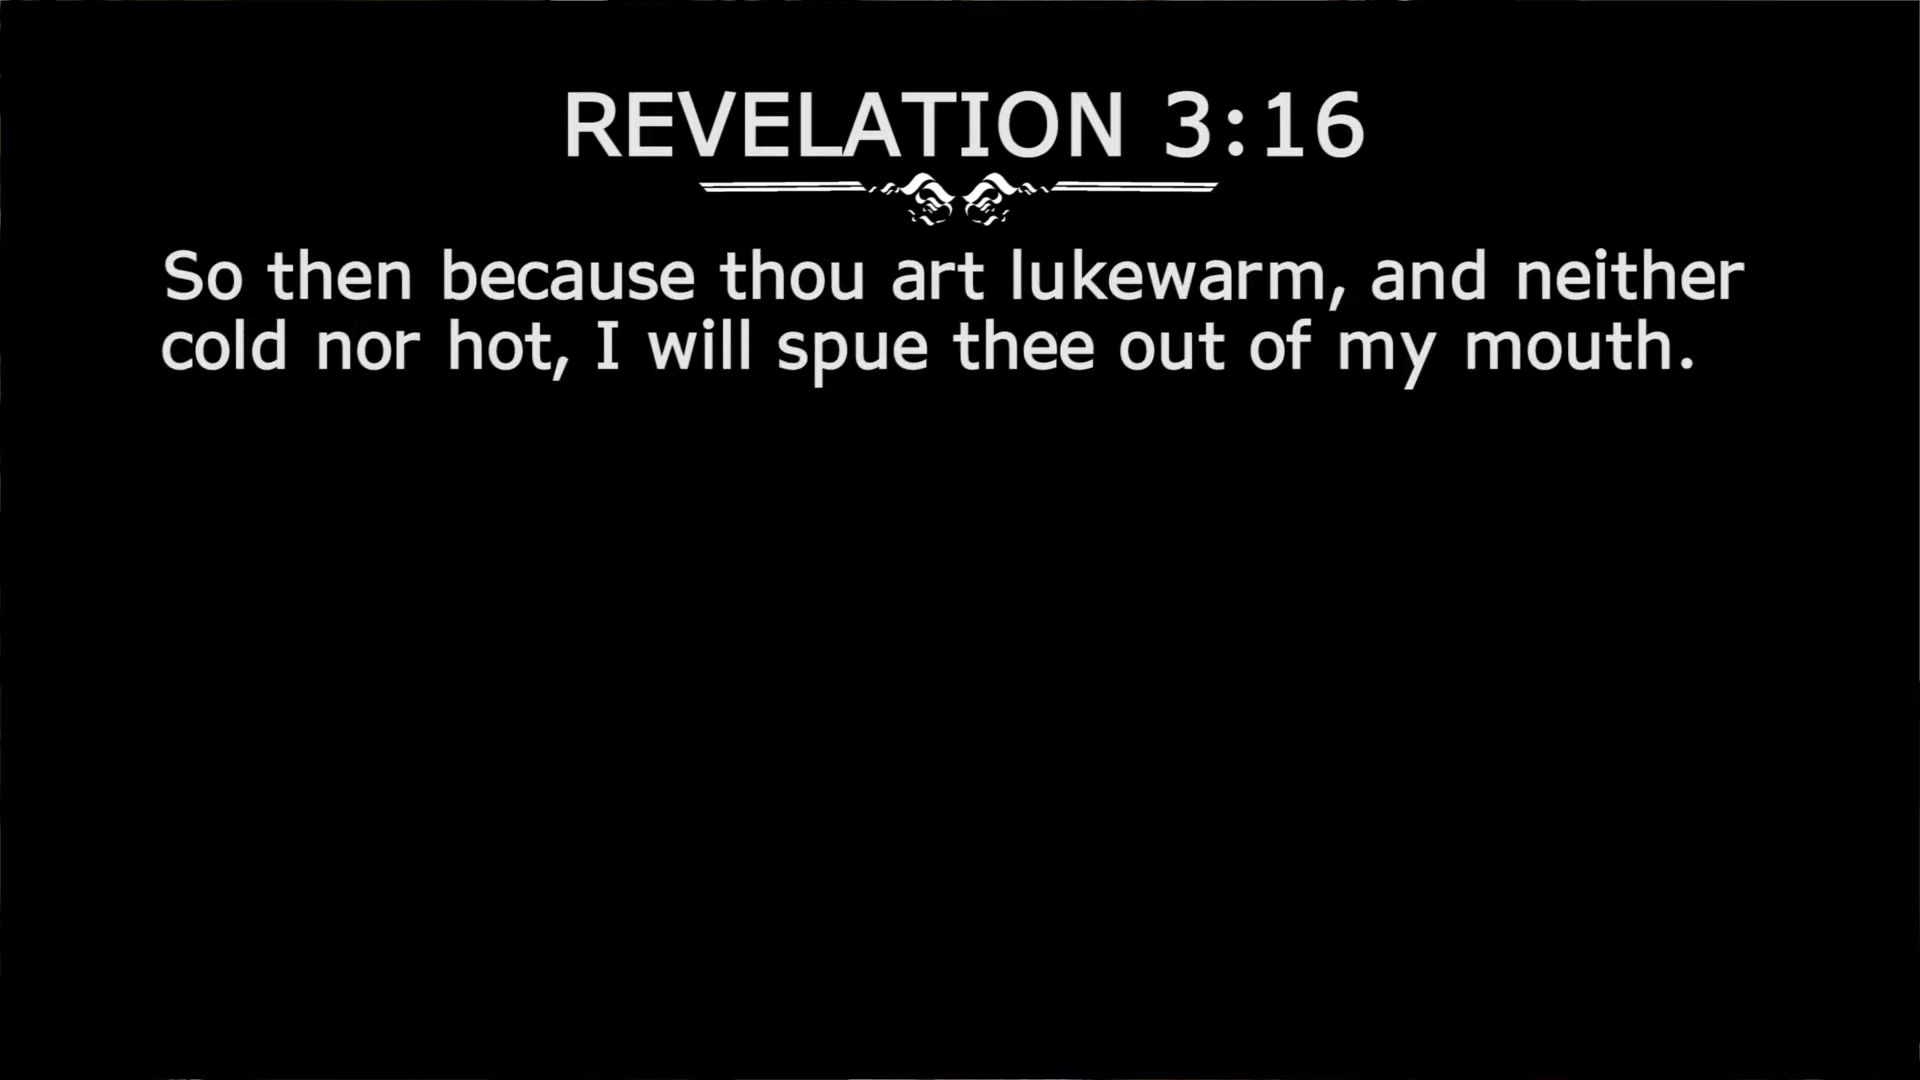 REVELATION 3:16
So then because thou art lukewarm, and neither
cold nor hot, I will spue thee out of my mouth.